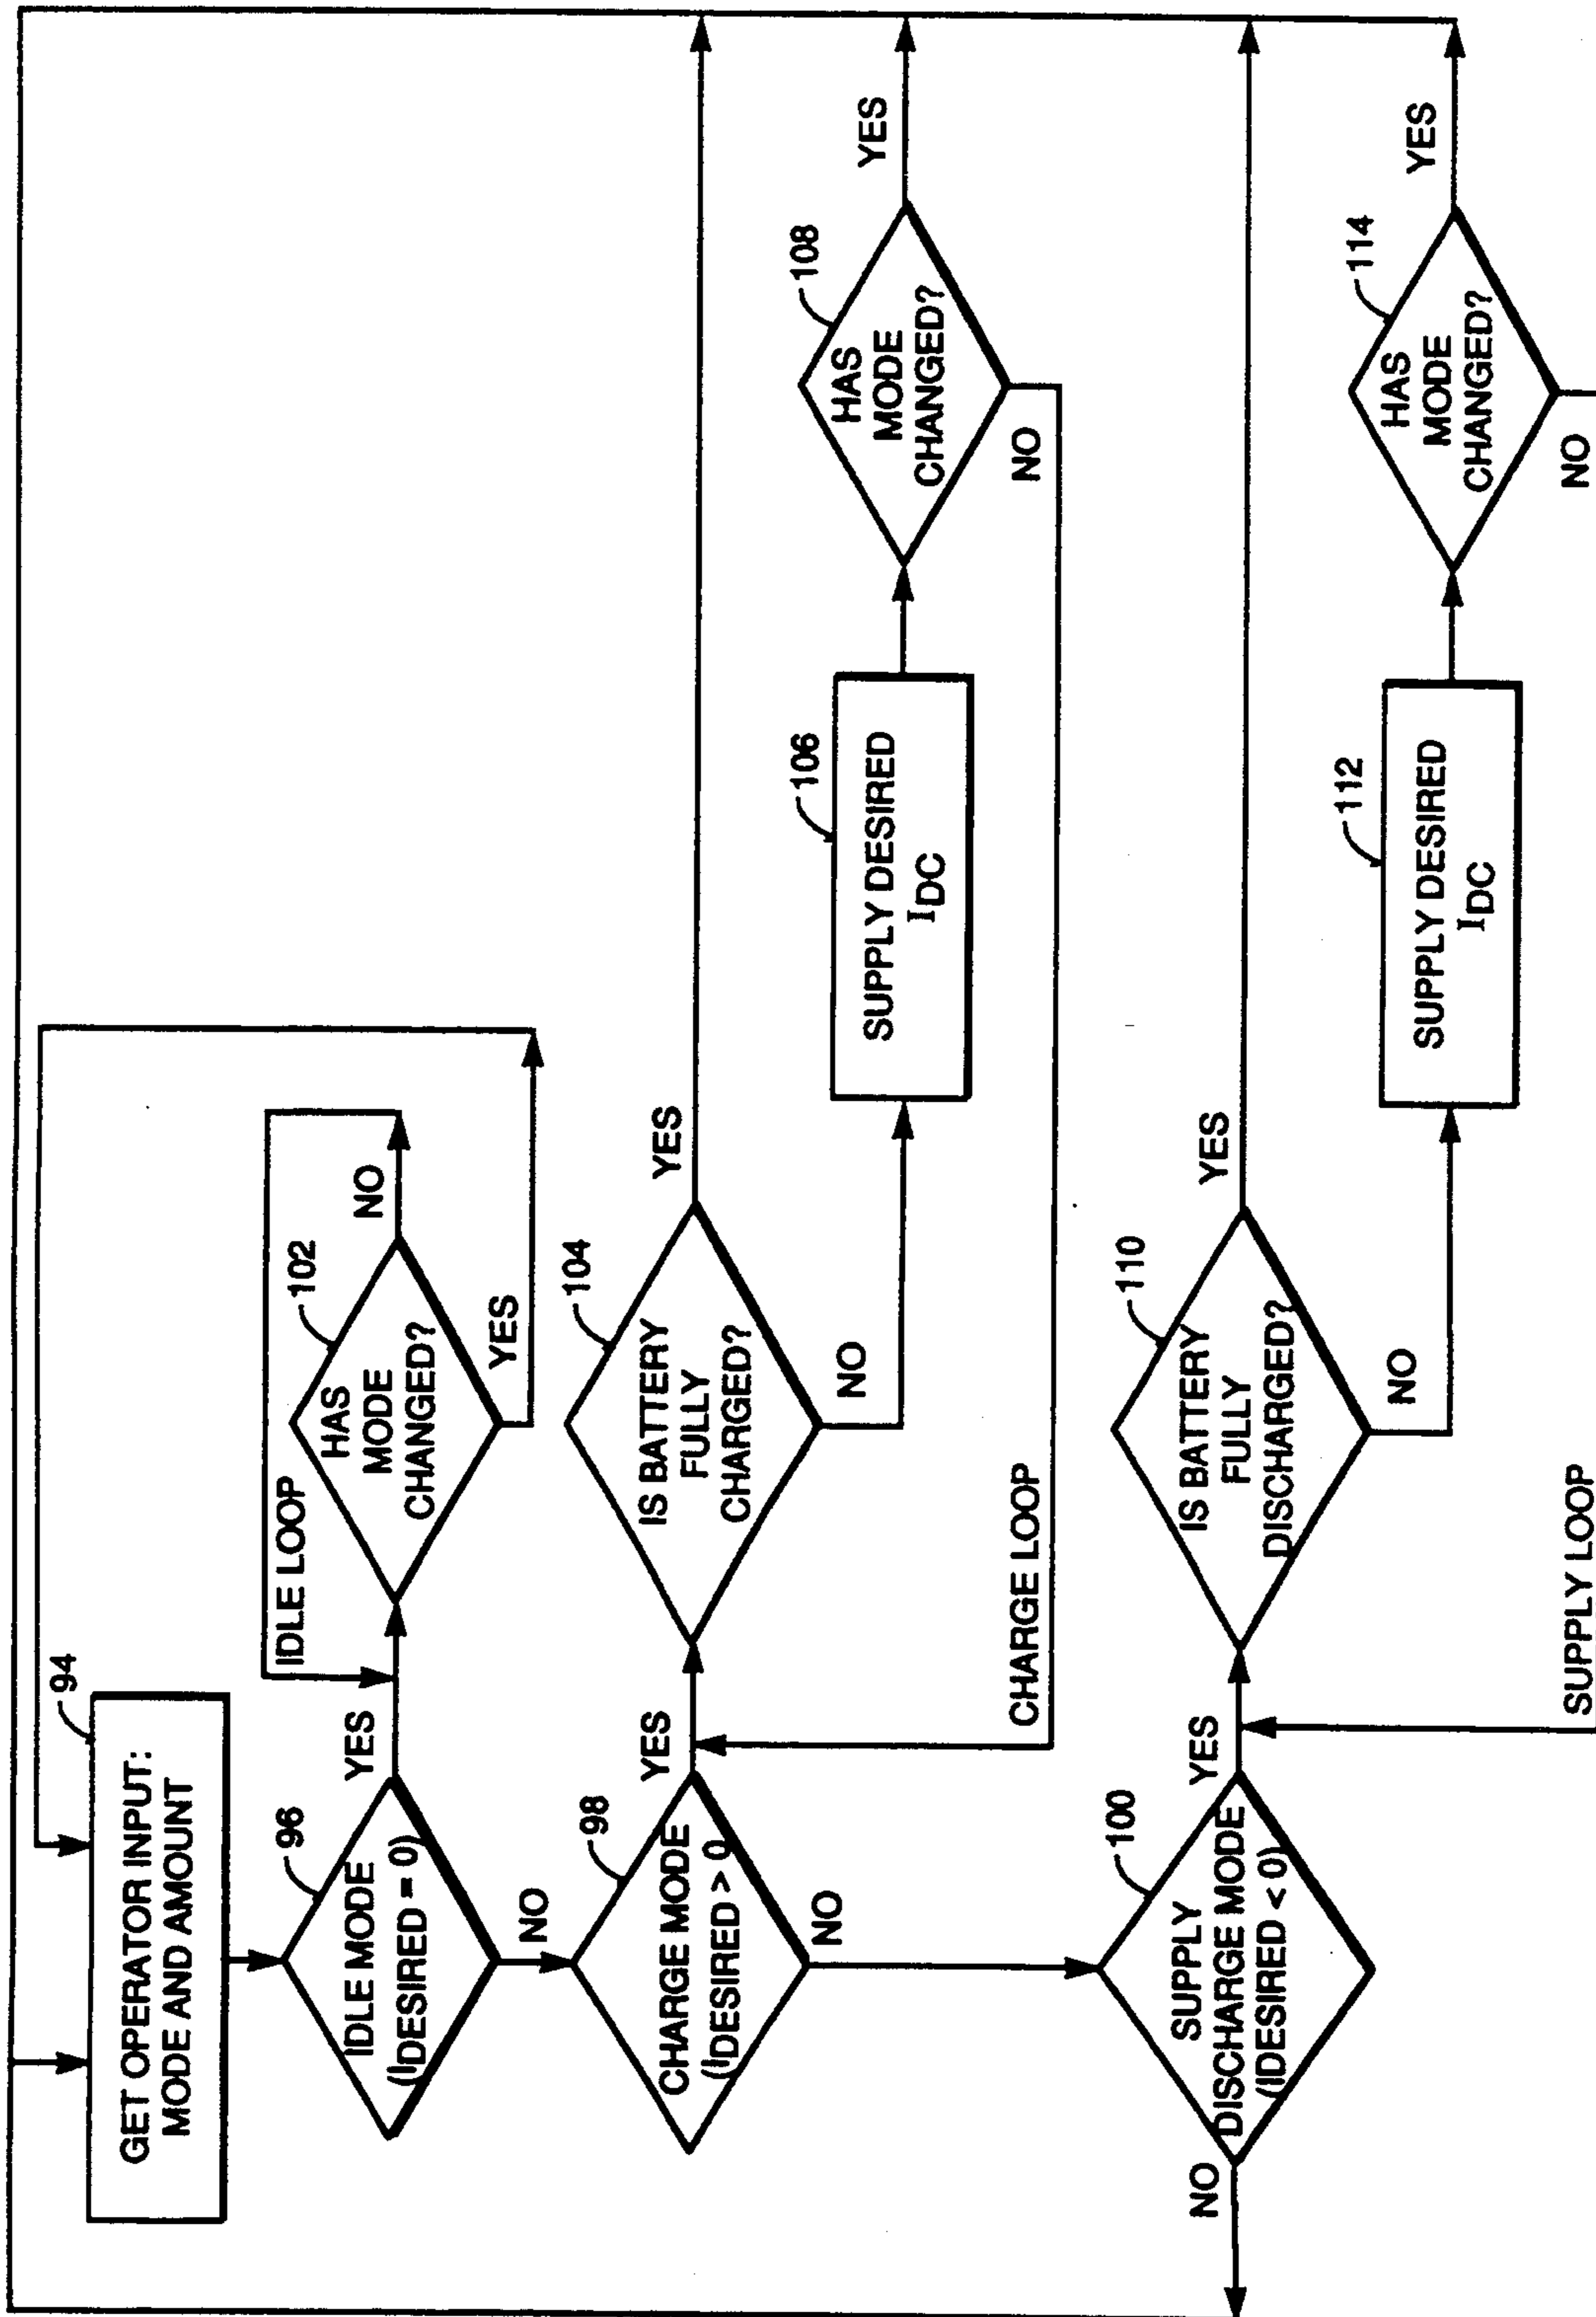 94
GET OPERATOR INPUT:
MODE AND AMOUNT
96
IDLE MODE
(IDESIRED = 0)
YES
NO
IDLE LOOP
102
HAS
MODE
CHANGED?
NO
YES
98
CHARGE MODE
(IDESIRED > 0
YES
NO
104
IS BATTERY
FULLY
CHARGED?
YES
NO
106
SUPPLY DESIRED
IDC
108
HAS
MODE
CHANGED?
YES
NO
CHARGE LOOP
100
SUPPLY
DISCHARGE MODE
(IDESIRED < 0)
NO
YES
110
IS BATTERY
FULLY
DISCHARGED?
YES
NO
112
SUPPLY DESIRED
IDC
114
HAS
MODE
CHANGED?
YES
NO
SUPPLY LOOP